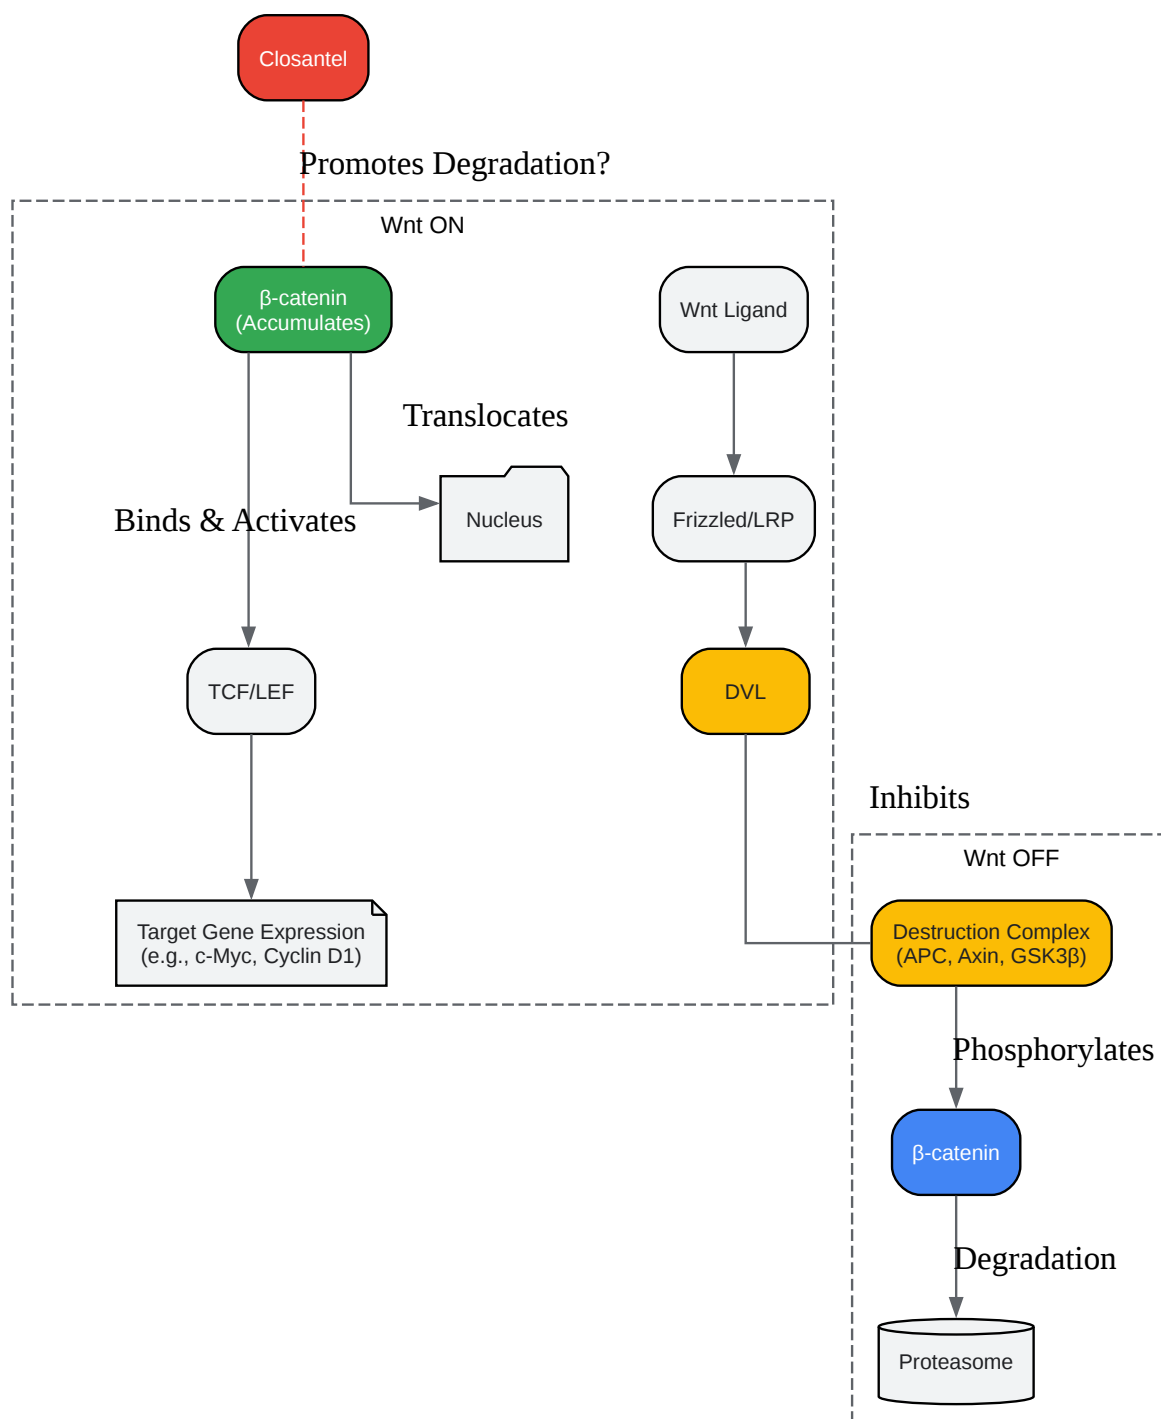 Closantel
Promotes Degradation?
Wnt ON
β-catenin
(Accumulates)
Wnt Ligand
Translocates
Binds & Activates
Nucleus
Frizzled/LRP
TCF/LEF
DVL
Inhibits
Wnt OFF
Target Gene Expression
(e.g., c-Myc, Cyclin D1)
Destruction Complex
(APC, Axin, GSK3β)
Phosphorylates
β-catenin
Degradation
Proteasome